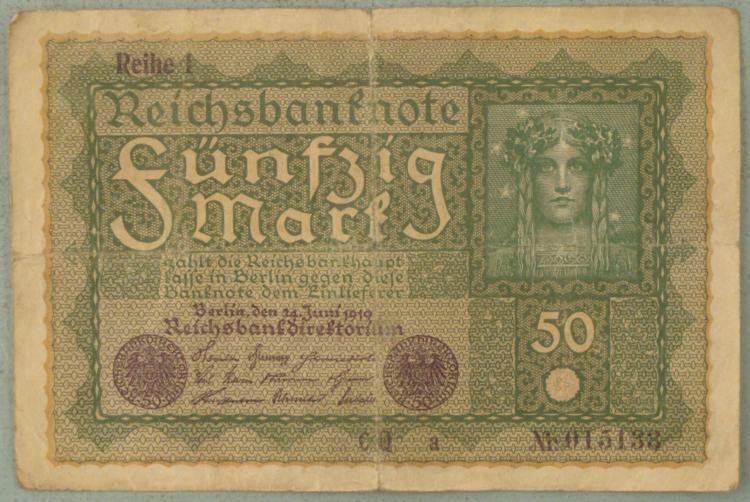 Reihe 1
Reichsbanknote
Fünfzig
Mark
zahlt die Reichsbankhaupt
kasse in Berlin gegen diese
Banknote dem Einlieferer
Berlin, den 24. Juni 1919
Reichsbankdirektorium
50
C Q a
Nr. 015138